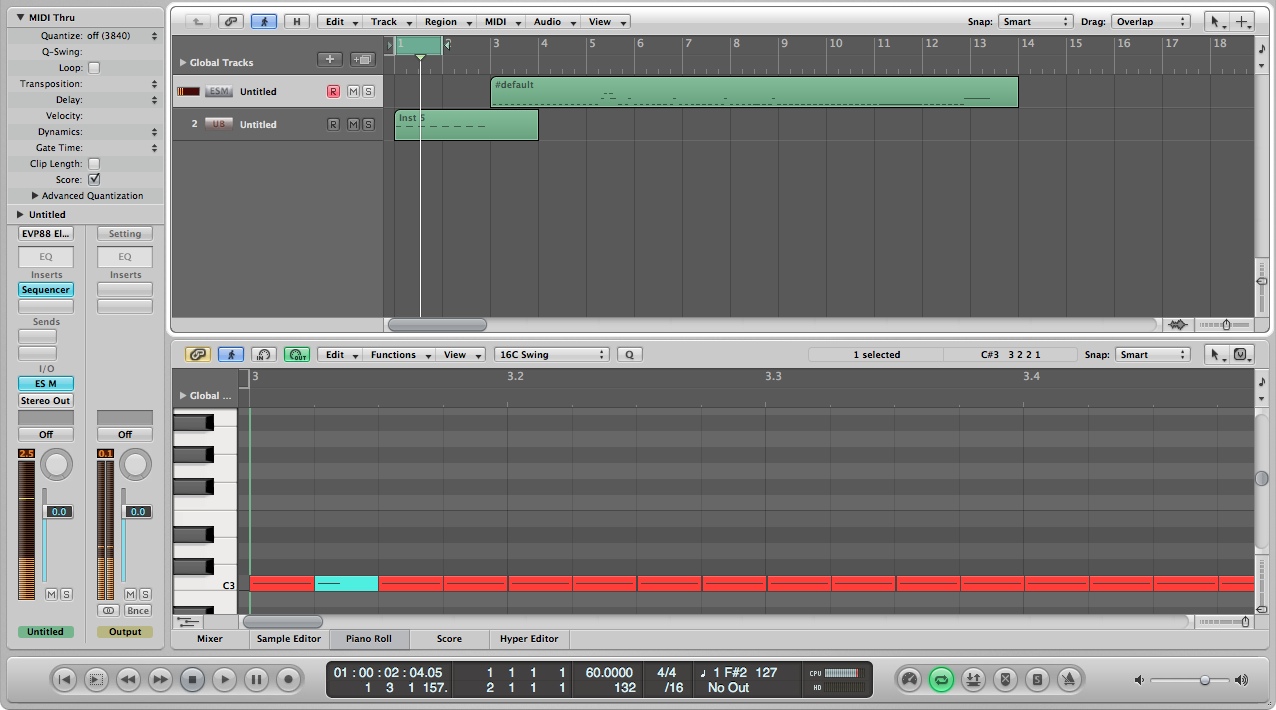 MIDI Thru
Quantize: off (3840)
Q-Swing:
Loop:
Transposition:
Delay:
Velocity:
Dynamics:
Gate Time:
Clip Length:
Score:
Advanced Quantization
Untitled
EVP88 El... Setting
EQ EQ
Inserts Inserts
Sequencer
Sends
I/O
ES M
Stereo Out
Off Off
2.5 0.1
0.0 0.0
M S M S
Bnce
Untitled Output
H Edit Track Region MIDI Audio View Snap: Smart Drag: Overlap
1 2 3 4 5 6 7 8 9 10 11 12 13 14 15 16 17 18
Global Tracks
ESM Untitled R M S
#default
2 U8 Untitled R M S
Inst 5
OUT Edit Functions View 16C Swing Q 1 selected C#3 3 2 2 1 Snap: Smart
3 3.2 3.3 3.4
Global ...
C3
Mixer Sample Editor Piano Roll Score Hyper Editor
01 : 00 : 02 : 04.05 1 1 1 1 60.0000 4/4 ♩ 1 F#2 127 CPU
1 3 1 157. 2 1 1 1 132 /16 No Out HD
S